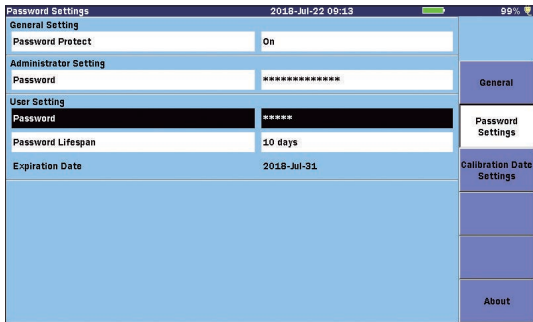 Password Settings 2018-Jul-22 09:13 99%
General Setting
Password Protect On
Administrator Setting
Password *************
User Setting
Password *****
Password Lifespan 10 days
Expiration Date 2018-Jul-31
General
Password
Settings
Calibration Date
Settings
About